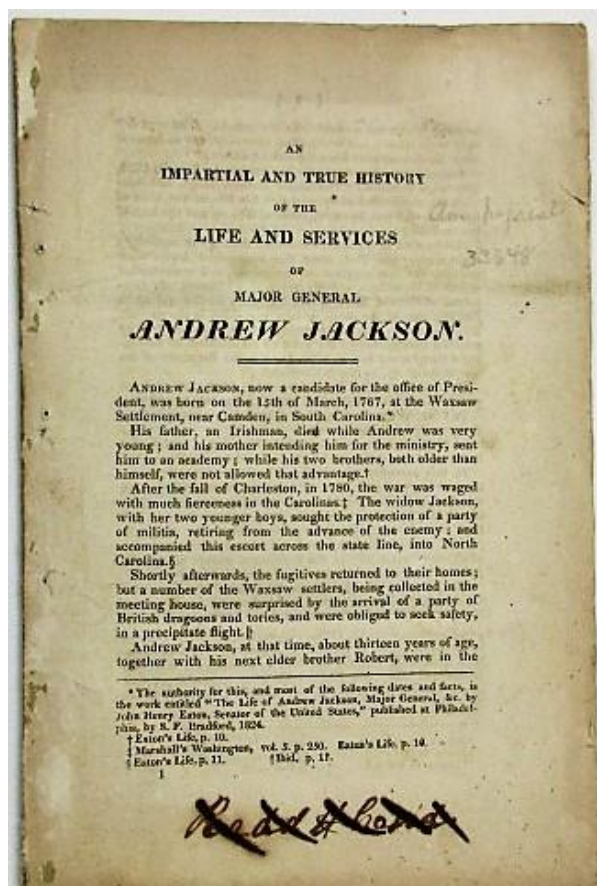 AN
IMPARTIAL AND TRUE HISTORY
OF THE
LIFE AND SERVICES
OF
MAJOR GENERAL
ANDREW JACKSON.
33348
ANDREW JACKSON, now a candidate for the office of Presi-
dent, was born on the 15th of March, 1767, at the Waxsaw
Settlement, near Camden, in South Carolina.*
His father, an Irishman, died while Andrew was very
young; and his mother intending him for the ministry, sent
him to an academy; while his two brothers, both older than
himself, were not allowed that advantage.†
After the fall of Charleston, in 1780, the war was waged
with much fierceness in the Carolinas.‡ The widow Jackson,
with her two younger boys, sought the protection of a party
of militia, retiring from the advance of the enemy; and
accompanied this escort across the state line, into North
Carolina.§
Shortly afterwards, the fugitives returned to their homes;
but a number of the Waxsaw settlers, being collected in the
meeting house, were surprised by the arrival of a party of
British dragoons and tories, and were obliged to seek safety,
in a precipitate flight.||
Andrew Jackson, at that time, about thirteen years of age,
together with his next elder brother Robert, were in the
* The authority for this, and most of the following dates and facts, is
the work entitled "The Life of Andrew Jackson, Major General, &c. by
John Henry Eaton, Senator of the United States," published at Philadel-
phia, by S. F. Bradford, 1824.
† Eaton's Life, p. 10.
‡ Marshall's Washington, vol. 5. p. 250. Eaton's Life, p. 10.
§ Eaton's Life, p. 11. || Ibid. p. 11.
1